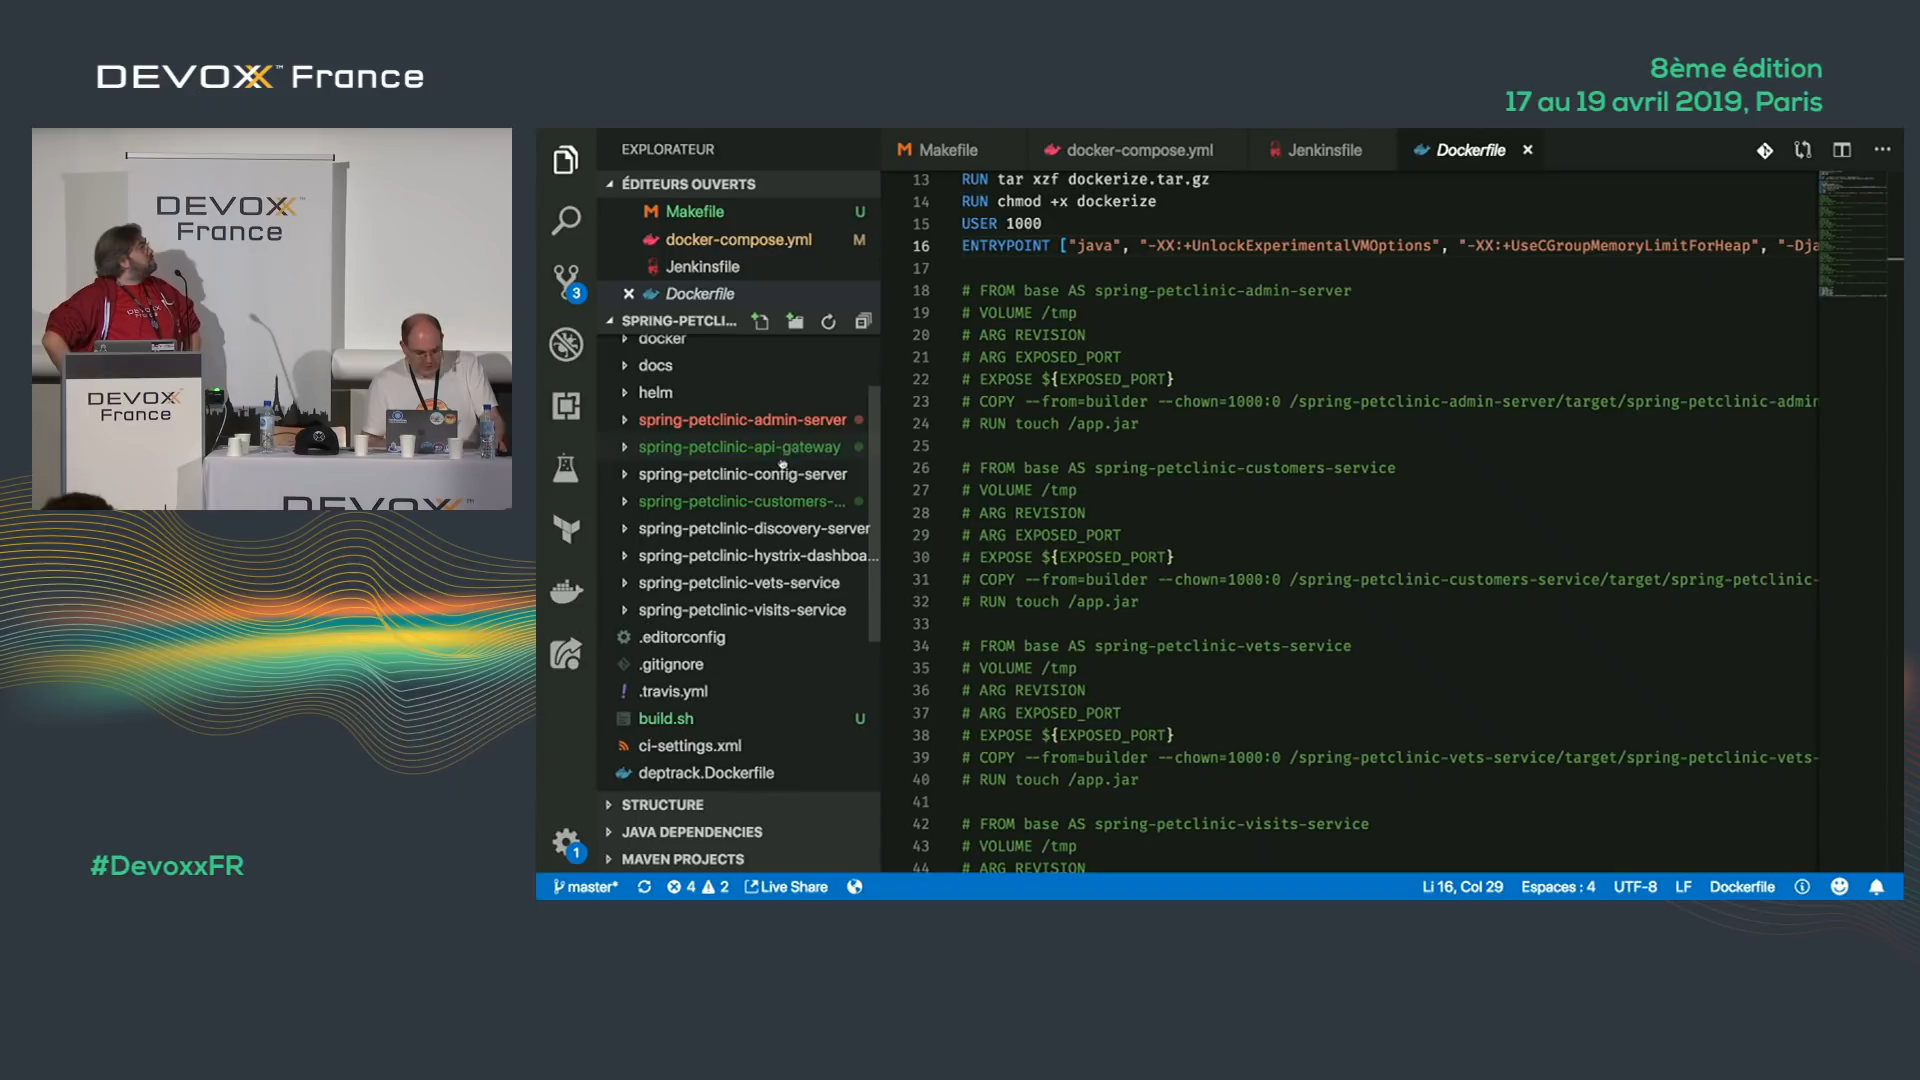 DEVOXX™ France
8ème édition
17 au 19 avril 2019, Paris
DEVOXX
France
DEVOXX
France
DEVOXX
#DevoxxFR
EXPLORATEUR
ÉDITEURS OUVERTS
Makefile U
docker-compose.yml M
Jenkinsfile
Dockerfile
SPRING-PETCLI...
docker
docs
helm
spring-petclinic-admin-server
spring-petclinic-api-gateway
spring-petclinic-config-server
spring-petclinic-customers-...
spring-petclinic-discovery-server
spring-petclinic-hystrix-dashboa...
spring-petclinic-vets-service
spring-petclinic-visits-service
.editorconfig
.gitignore
.travis.yml
build.sh U
ci-settings.xml
deptrack.Dockerfile
STRUCTURE
JAVA DEPENDENCIES
MAVEN PROJECTS
3
1
Makefile docker-compose.yml Jenkinsfile Dockerfile
13 RUN tar xzf dockerize.tar.gz
14 RUN chmod +x dockerize
15 USER 1000
16 ENTRYPOINT ["java", "-XX:+UnlockExperimentalVMOptions", "-XX:+UseCGroupMemoryLimitForHeap", "-Dja
17
18 # FROM base AS spring-petclinic-admin-server
19 # VOLUME /tmp
20 # ARG REVISION
21 # ARG EXPOSED_PORT
22 # EXPOSE ${EXPOSED_PORT}
23 # COPY --from=builder --chown=1000:0 /spring-petclinic-admin-server/target/spring-petclinic-admin
24 # RUN touch /app.jar
25
26 # FROM base AS spring-petclinic-customers-service
27 # VOLUME /tmp
28 # ARG REVISION
29 # ARG EXPOSED_PORT
30 # EXPOSE ${EXPOSED_PORT}
31 # COPY --from=builder --chown=1000:0 /spring-petclinic-customers-service/target/spring-petclinic-
32 # RUN touch /app.jar
33
34 # FROM base AS spring-petclinic-vets-service
35 # VOLUME /tmp
36 # ARG REVISION
37 # ARG EXPOSED_PORT
38 # EXPOSE ${EXPOSED_PORT}
39 # COPY --from=builder --chown=1000:0 /spring-petclinic-vets-service/target/spring-petclinic-vets-
40 # RUN touch /app.jar
41
42 # FROM base AS spring-petclinic-visits-service
43 # VOLUME /tmp
44 # ARG REVISION
master* 4 2 Live Share Li 16, Col 29 Espaces : 4 UTF-8 LF Dockerfile